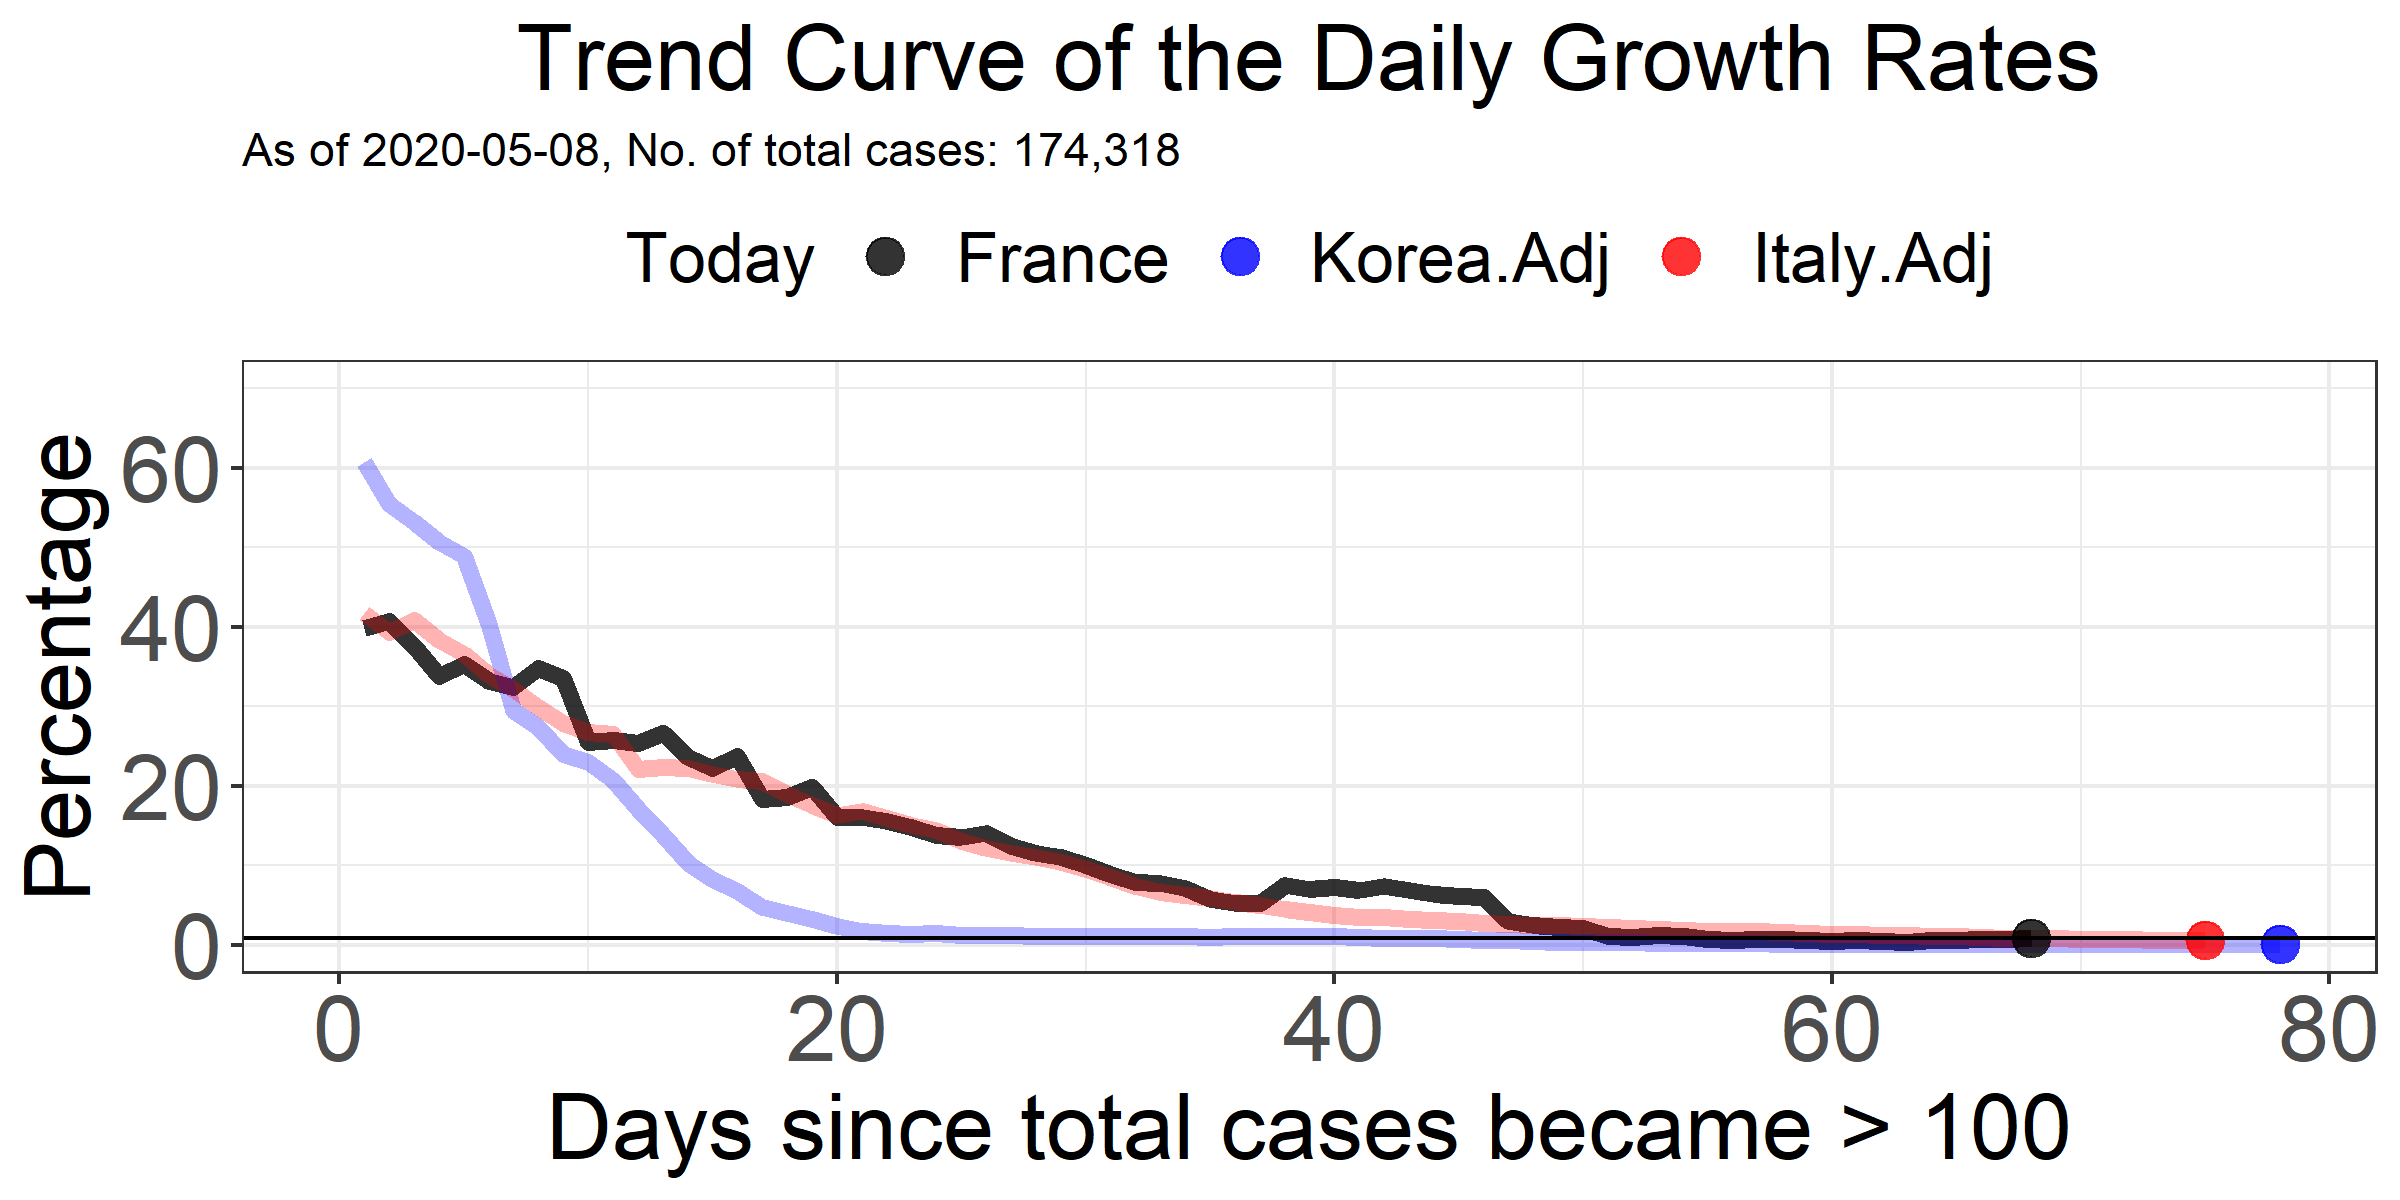 Trend Curve of the Daily Growth Rates
As of 2020-05-08, No. of total cases: 174,318
Today France Korea.Adj Italy.Adj
Percentage
60
40
20
0
0 20 40 60 80
Days since total cases became > 100